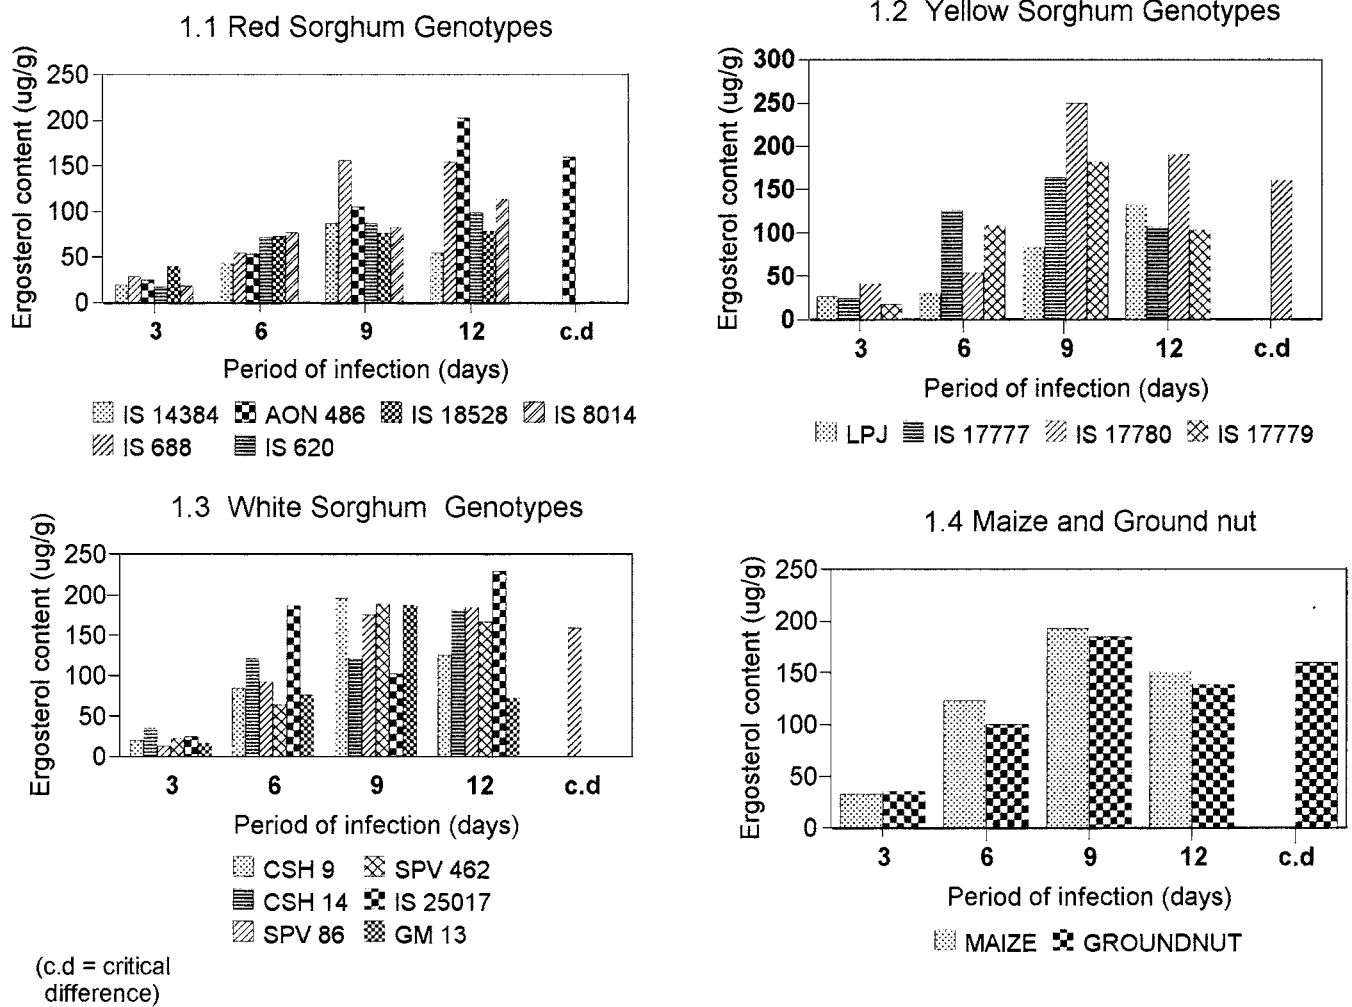 1.1 Red Sorghum Genotypes
Ergosterol content (ug/g)
250
200
150
100
50
0
3 6 9 12 c.d
Period of infection (days)
IS 14384 AON 486 IS 18528 IS 8014
IS 688 IS 620
1.2 Yellow Sorghum Genotypes
Ergosterol content (ug/g)
300
250
200
150
100
50
0
3 6 9 12 c.d
Period of infection (days)
LPJ IS 17777 IS 17780 IS 17779
1.3 White Sorghum Genotypes
Ergosterol content (ug/g)
250
200
150
100
50
0
3 6 9 12 c.d
Period of infection (days)
CSH 9 SPV 462
CSH 14 IS 25017
SPV 86 GM 13
(c.d = critical
difference)
1.4 Maize and Ground nut
Ergosterol content (ug/g)
250
200
150
100
50
0
3 6 9 12 c.d
Period of infection (days)
MAIZE GROUNDNUT